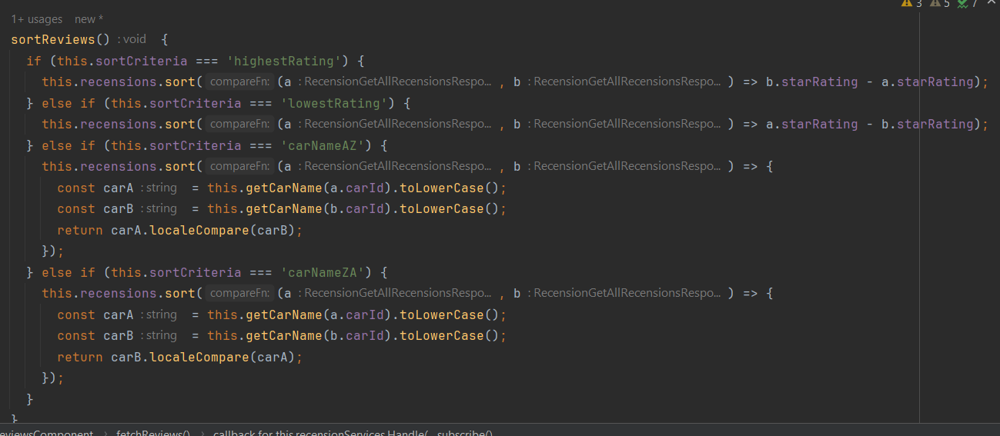 3 5 7
1+ usages new *
sortReviews() : void {
if (this.sortCriteria === 'highestRating') {
this.recensions.sort( compareFn: (a : RecensionGetAllRecensionsRespo... , b : RecensionGetAllRecensionsRespo... ) => b.starRating - a.starRating);
} else if (this.sortCriteria === 'lowestRating') {
this.recensions.sort( compareFn: (a : RecensionGetAllRecensionsRespo... , b : RecensionGetAllRecensionsRespo... ) => a.starRating - b.starRating);
} else if (this.sortCriteria === 'carNameAZ') {
this.recensions.sort( compareFn: (a : RecensionGetAllRecensionsRespo... , b : RecensionGetAllRecensionsRespo... ) => {
const carA : string = this.getCarName(a.carId).toLowerCase();
const carB : string = this.getCarName(b.carId).toLowerCase();
return carA.localeCompare(carB);
});
} else if (this.sortCriteria === 'carNameZA') {
this.recensions.sort( compareFn: (a : RecensionGetAllRecensionsRespo... , b : RecensionGetAllRecensionsRespo... ) => {
const carA : string = this.getCarName(a.carId).toLowerCase();
const carB : string = this.getCarName(b.carId).toLowerCase();
return carB.localeCompare(carA);
});
}
}
eviewsComponent > fetchReviews() > callback for this.recensionServices.Handle(...subscribe()